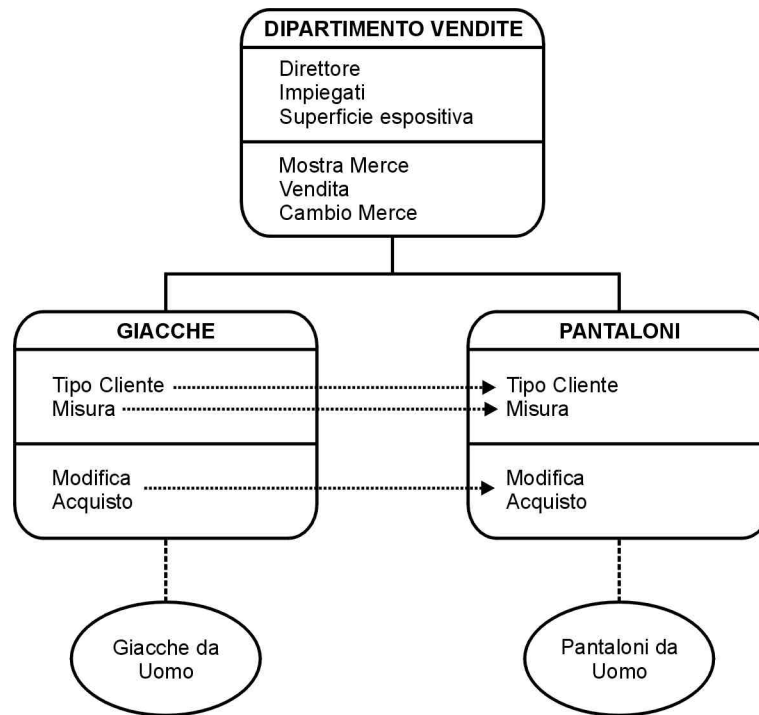 DIPARTIMENTO VENDITE
Direttore
Impiegati
Superficie espositiva
Mostra Merce
Vendita
Cambio Merce
GIACCHE
Tipo Cliente
Misura
Modifica
Acquisto
PANTALONI
Tipo Cliente
Misura
Modifica
Acquisto
Giacche da
Uomo
Pantaloni da
Uomo